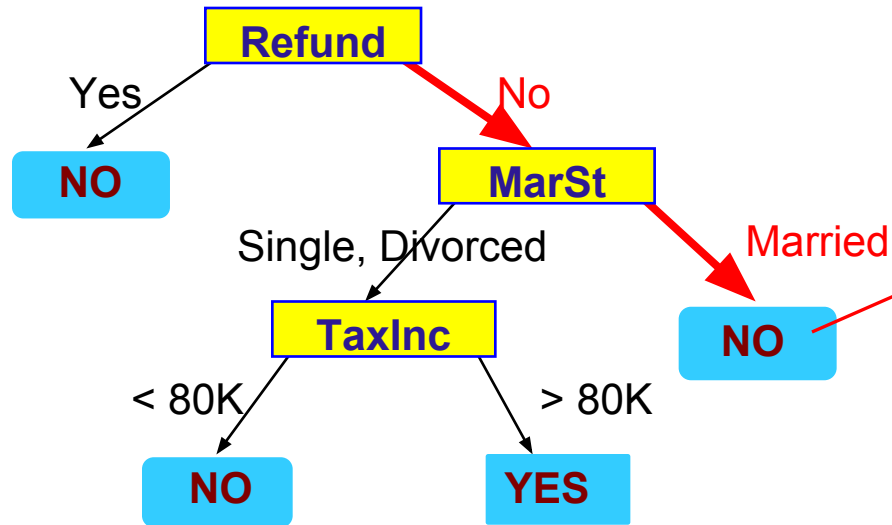 Refund
Yes
No
NO
MarSt
Single, Divorced
Married
TaxInc
NO
< 80K
> 80K
NO
YES